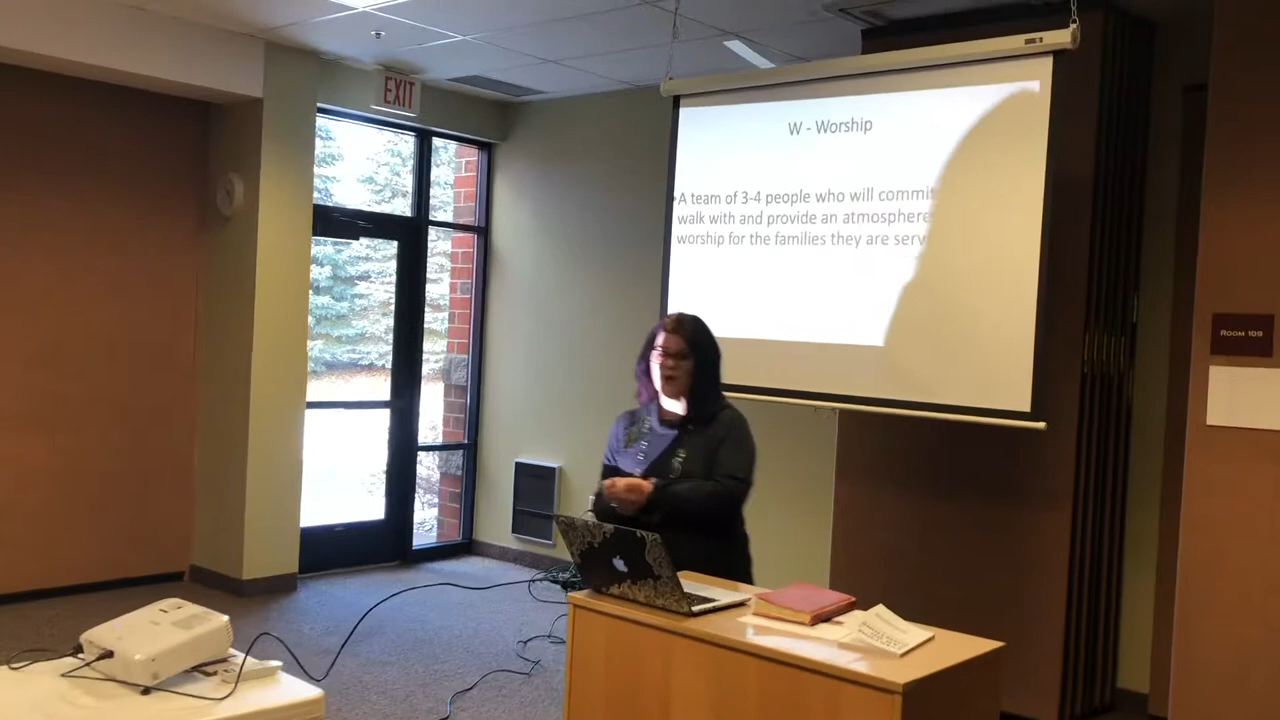 EXIT
W - Worship
•A team of 3-4 people who will commit
walk with and provide an atmosphere
worship for the families they are serv
ROOM 109